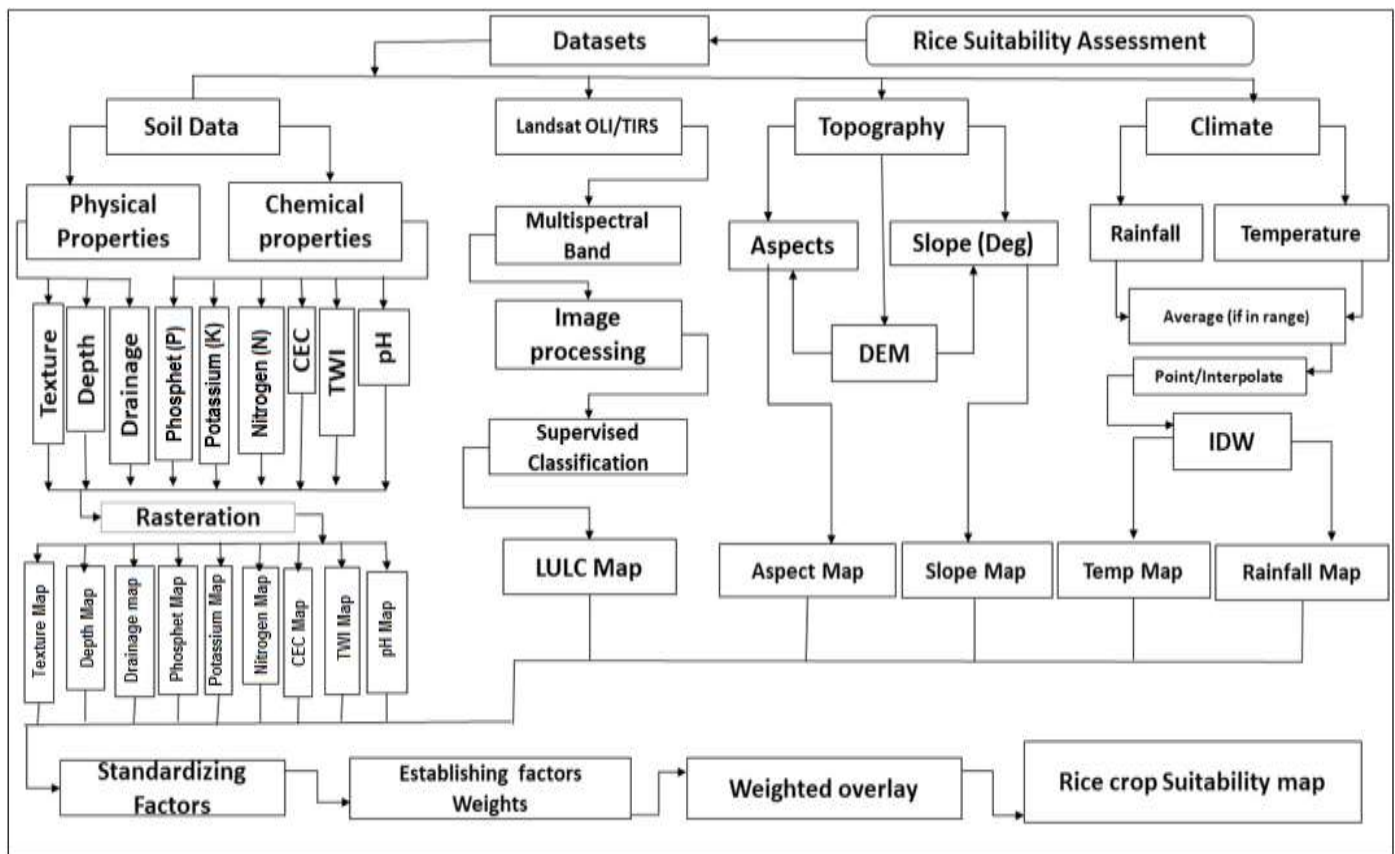 Datasets
Rice Suitability Assessment
Soil Data
Landsat OLI/TIRS
Topography
Climate
Physical
Properties
Chemical
properties
Multispectral
Band
Aspects
Slope (Deg)
Rainfall
Temperature
Texture
Depth
Drainage
Phosphet (P)
Potassium (K)
Nitrogen (N)
CEC
TWI
pH
Image
processing
DEM
Average (if in range)
Point/Interpolate
Supervised
Classification
IDW
Rasteration
LULC Map
Aspect Map
Slope Map
Temp Map
Rainfall Map
Texture Map
Depth Map
Drainage map
Phosphet Map
Potassium Map
Nitrogen Map
CEC Map
TWI Map
pH Map
Standardizing
Factors
Establishing factors
Weights
Weighted overlay
Rice crop Suitability map